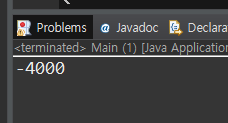 Problems @ Javadoc Declara
<terminated> Main (1) [Java Application
-4000